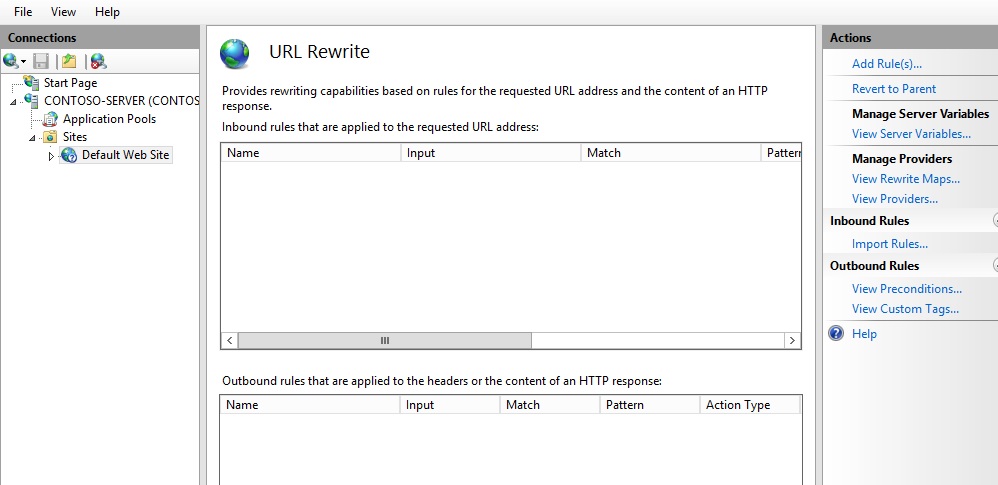 File View Help
Connections
Start Page
CONTOSO-SERVER (CONTOS
Application Pools
Sites
Default Web Site
URL Rewrite
Provides rewriting capabilities based on rules for the requested URL address and the content of an HTTP
response.
Inbound rules that are applied to the requested URL address:
Name Input Match Pattern
Outbound rules that are applied to the headers or the content of an HTTP response:
Name Input Match Pattern Action Type
Actions
Add Rule(s)...
Revert to Parent
Manage Server Variables
View Server Variables...
Manage Providers
View Rewrite Maps...
View Providers...
Inbound Rules
Import Rules...
Outbound Rules
View Preconditions...
View Custom Tags...
Help